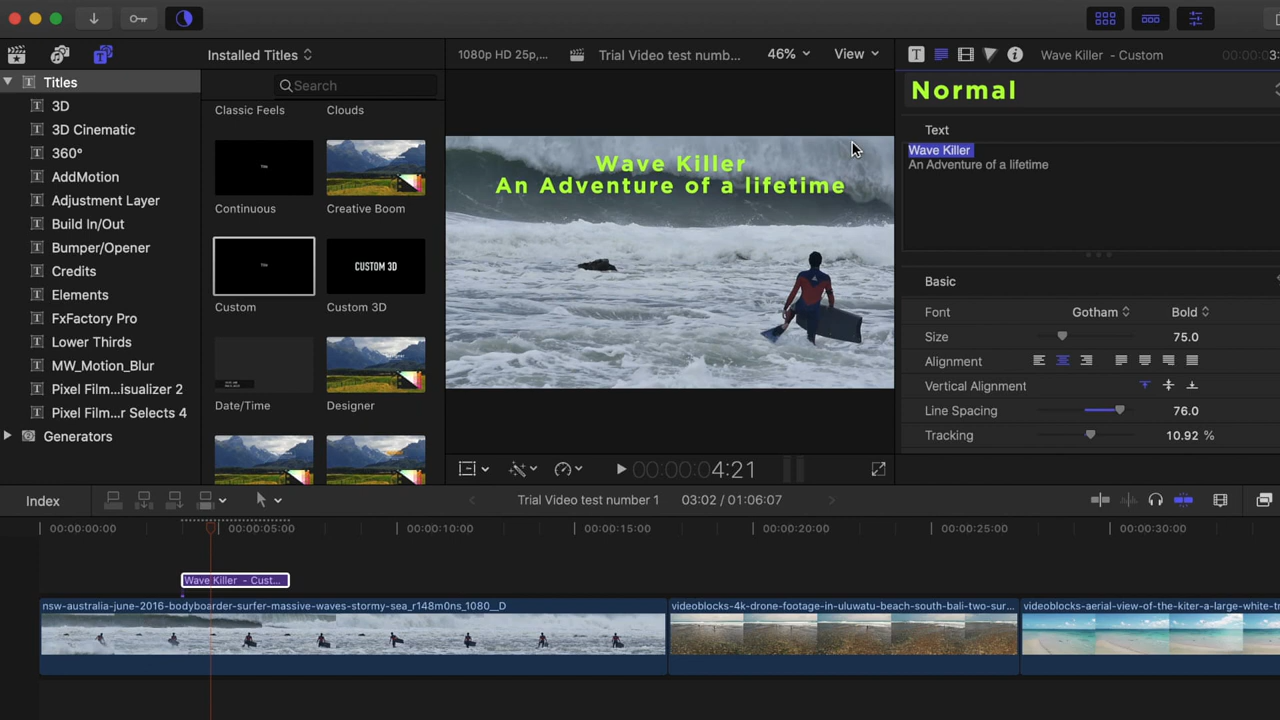 Installed Titles
1080p HD 25p,...
Trial Video test numb...
46%
View
Wave Killer - Custom
Titles
3D
3D Cinematic
360°
AddMotion
Adjustment Layer
Build In/Out
Bumper/Opener
Credits
Elements
FxFactory Pro
Lower Thirds
MW_Motion_Blur
Pixel Film...isualizer 2
Pixel Film...r Selects 4
Generators
Search
Classic Feels
Clouds
Title
Continuous
Creative Boom
Title
CUSTOM 3D
Custom
Custom 3D
Date/Time
Designer
Wave Killer
An Adventure of a lifetime
00:00:00:04:21
Normal
Text
Wave Killer
An Adventure of a lifetime
Basic
Font
Gotham
Bold
Size
75.0
Alignment
Vertical Alignment
Line Spacing
76.0
Tracking
10.92 %
Index
Trial Video test number 1
03:02 / 01:06:07
00:00:00:00
00:00:05:00
00:00:10:00
00:00:15:00
00:00:20:00
00:00:25:00
00:00:30:00
Wave Killer - Cust...
nsw-australia-june-2016-bodyboarder-surfer-massive-waves-stormy-sea_r148m0ns_1080__D
videoblocks-4k-drone-footage-in-uluwatu-beach-south-bali-two-sur...
videoblocks-aerial-view-of-the-kiter-a-large-white-t